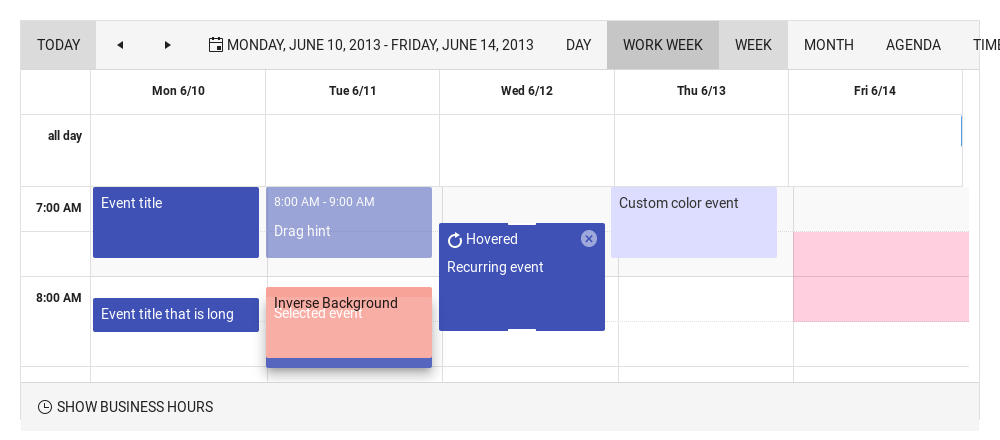 TODAY MONDAY, JUNE 10, 2013 - FRIDAY, JUNE 14, 2013 DAY WORK WEEK WEEK MONTH AGENDA TIME
Mon 6/10 Tue 6/11 Wed 6/12 Thu 6/13 Fri 6/14
all day
7:00 AM
Event title
8:00 AM - 9:00 AM
Drag hint
Hovered
Recurring event
Custom color event
8:00 AM
Event title that is long
Inverse Background
Selected event
SHOW BUSINESS HOURS